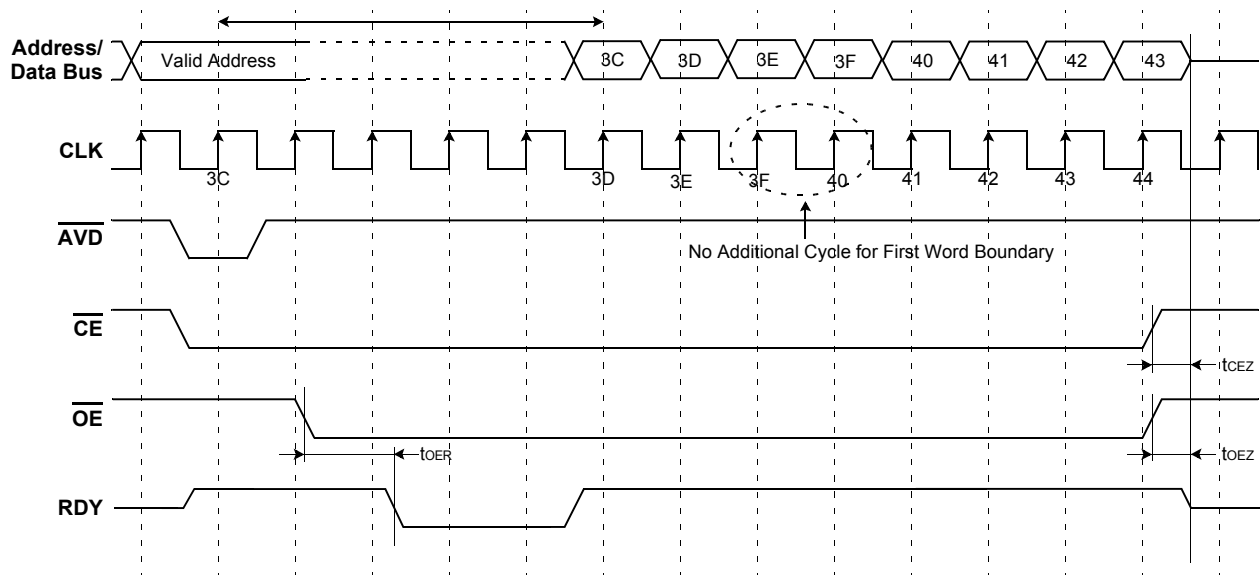 Address/
Data Bus
Valid Address
3C 3D 3E 3F 40 41 42 43
CLK
3C 3D 3E 3F 40 41 42 43 44
AVD
No Additional Cycle for First Word Boundary
CE
tCEZ
OE
tOER
tOEZ
RDY